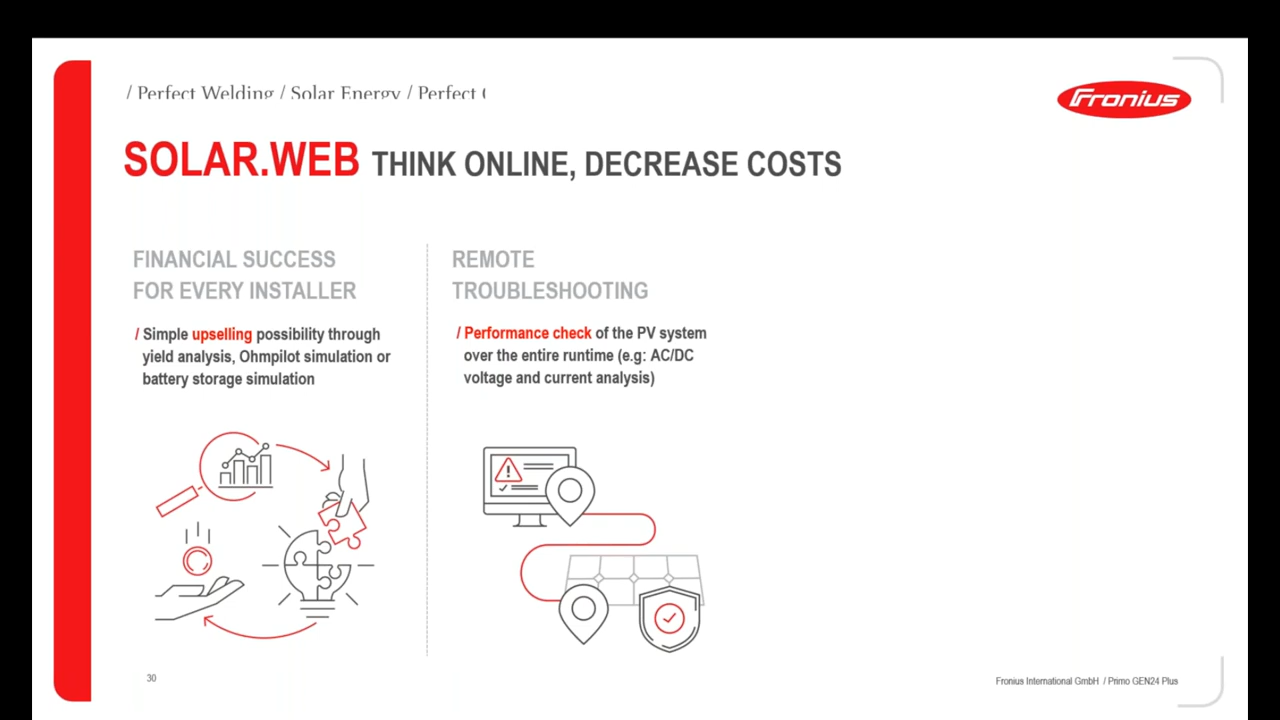 / Perfect Welding / Solar Energy / Perfect
Fronius
SOLAR.WEB THINK ONLINE, DECREASE COSTS
FINANCIAL SUCCESS
FOR EVERY INSTALLER
/ Simple upselling possibility through
yield analysis, Ohmpilot simulation or
battery storage simulation
REMOTE
TROUBLESHOOTING
/ Performance check of the PV system
over the entire runtime (e.g: AC/DC
voltage and current analysis)
30
Fronius International GmbH / Primo GEN24 Plus